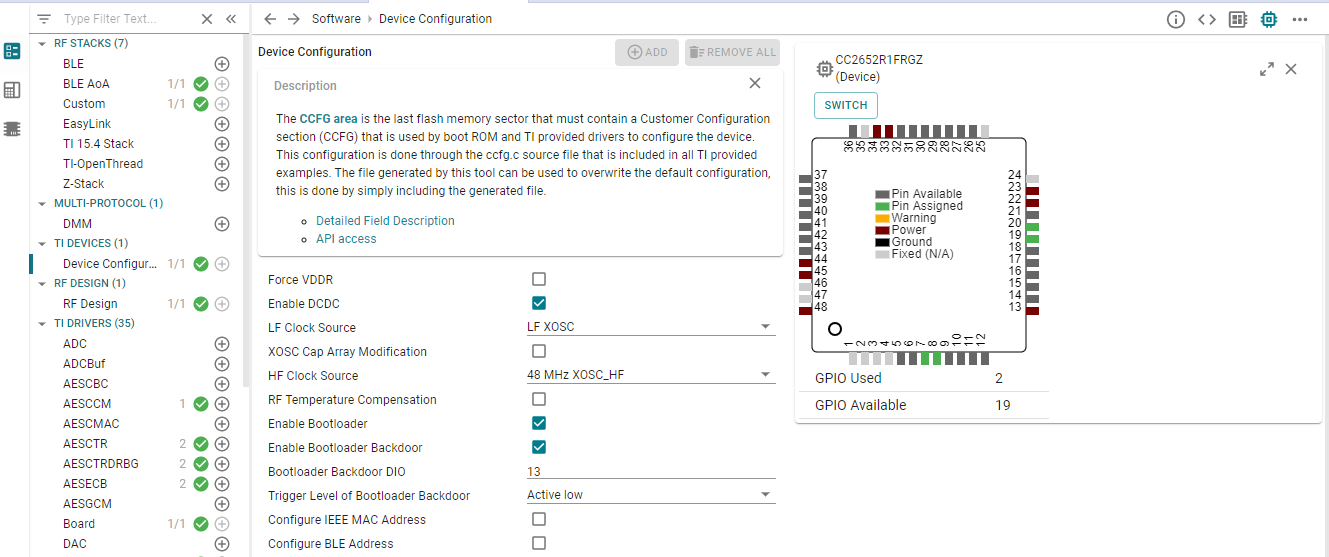 Type Filter Text...
RF STACKS (7)
BLE
BLE AoA 1/1
Custom 1/1
EasyLink
TI 15.4 Stack
TI-OpenThread
Z-Stack
MULTI-PROTOCOL (1)
DMM
TI DEVICES (1)
Device Configur... 1/1
RF DESIGN (1)
RF Design 1/1
TI DRIVERS (35)
ADC
ADCBuf
AESCBC
AESCCM 1
AESCMAC
AESCTR 2
AESCTRDRBG 2
AESECB 2
AESGCM
Board 1/1
DAC
Software > Device Configuration
Device Configuration
ADD
REMOVE ALL
Description
The CCFG area is the last flash memory sector that must contain a Customer Configuration
section (CCFG) that is used by boot ROM and TI provided drivers to configure the device.
This configuration is done through the ccfg.c source file that is included in all TI provided
examples. The file generated by this tool can be used to overwrite the default configuration,
this is done by simply including the generated file.
Detailed Field Description
API access
Force VDDR
Enable DCDC
LF Clock Source LF XOSC
XOSC Cap Array Modification
HF Clock Source 48 MHz XOSC_HF
RF Temperature Compensation
Enable Bootloader
Enable Bootloader Backdoor
Bootloader Backdoor DIO 13
Trigger Level of Bootloader Backdoor Active low
Configure IEEE MAC Address
Configure BLE Address
CC2652R1FRGZ
(Device)
SWITCH
36 35 34 33 32 31 30 29 28 27 26 25
37
38
39
40
41
42
43
44
45
46
47
48
Pin Available
Pin Assigned
Warning
Power
Ground
Fixed (N/A)
24
23
22
21
20
19
18
17
16
15
14
13
1 2 3 4 5 6 7 8 9 10 11 12
GPIO Used 2
GPIO Available 19